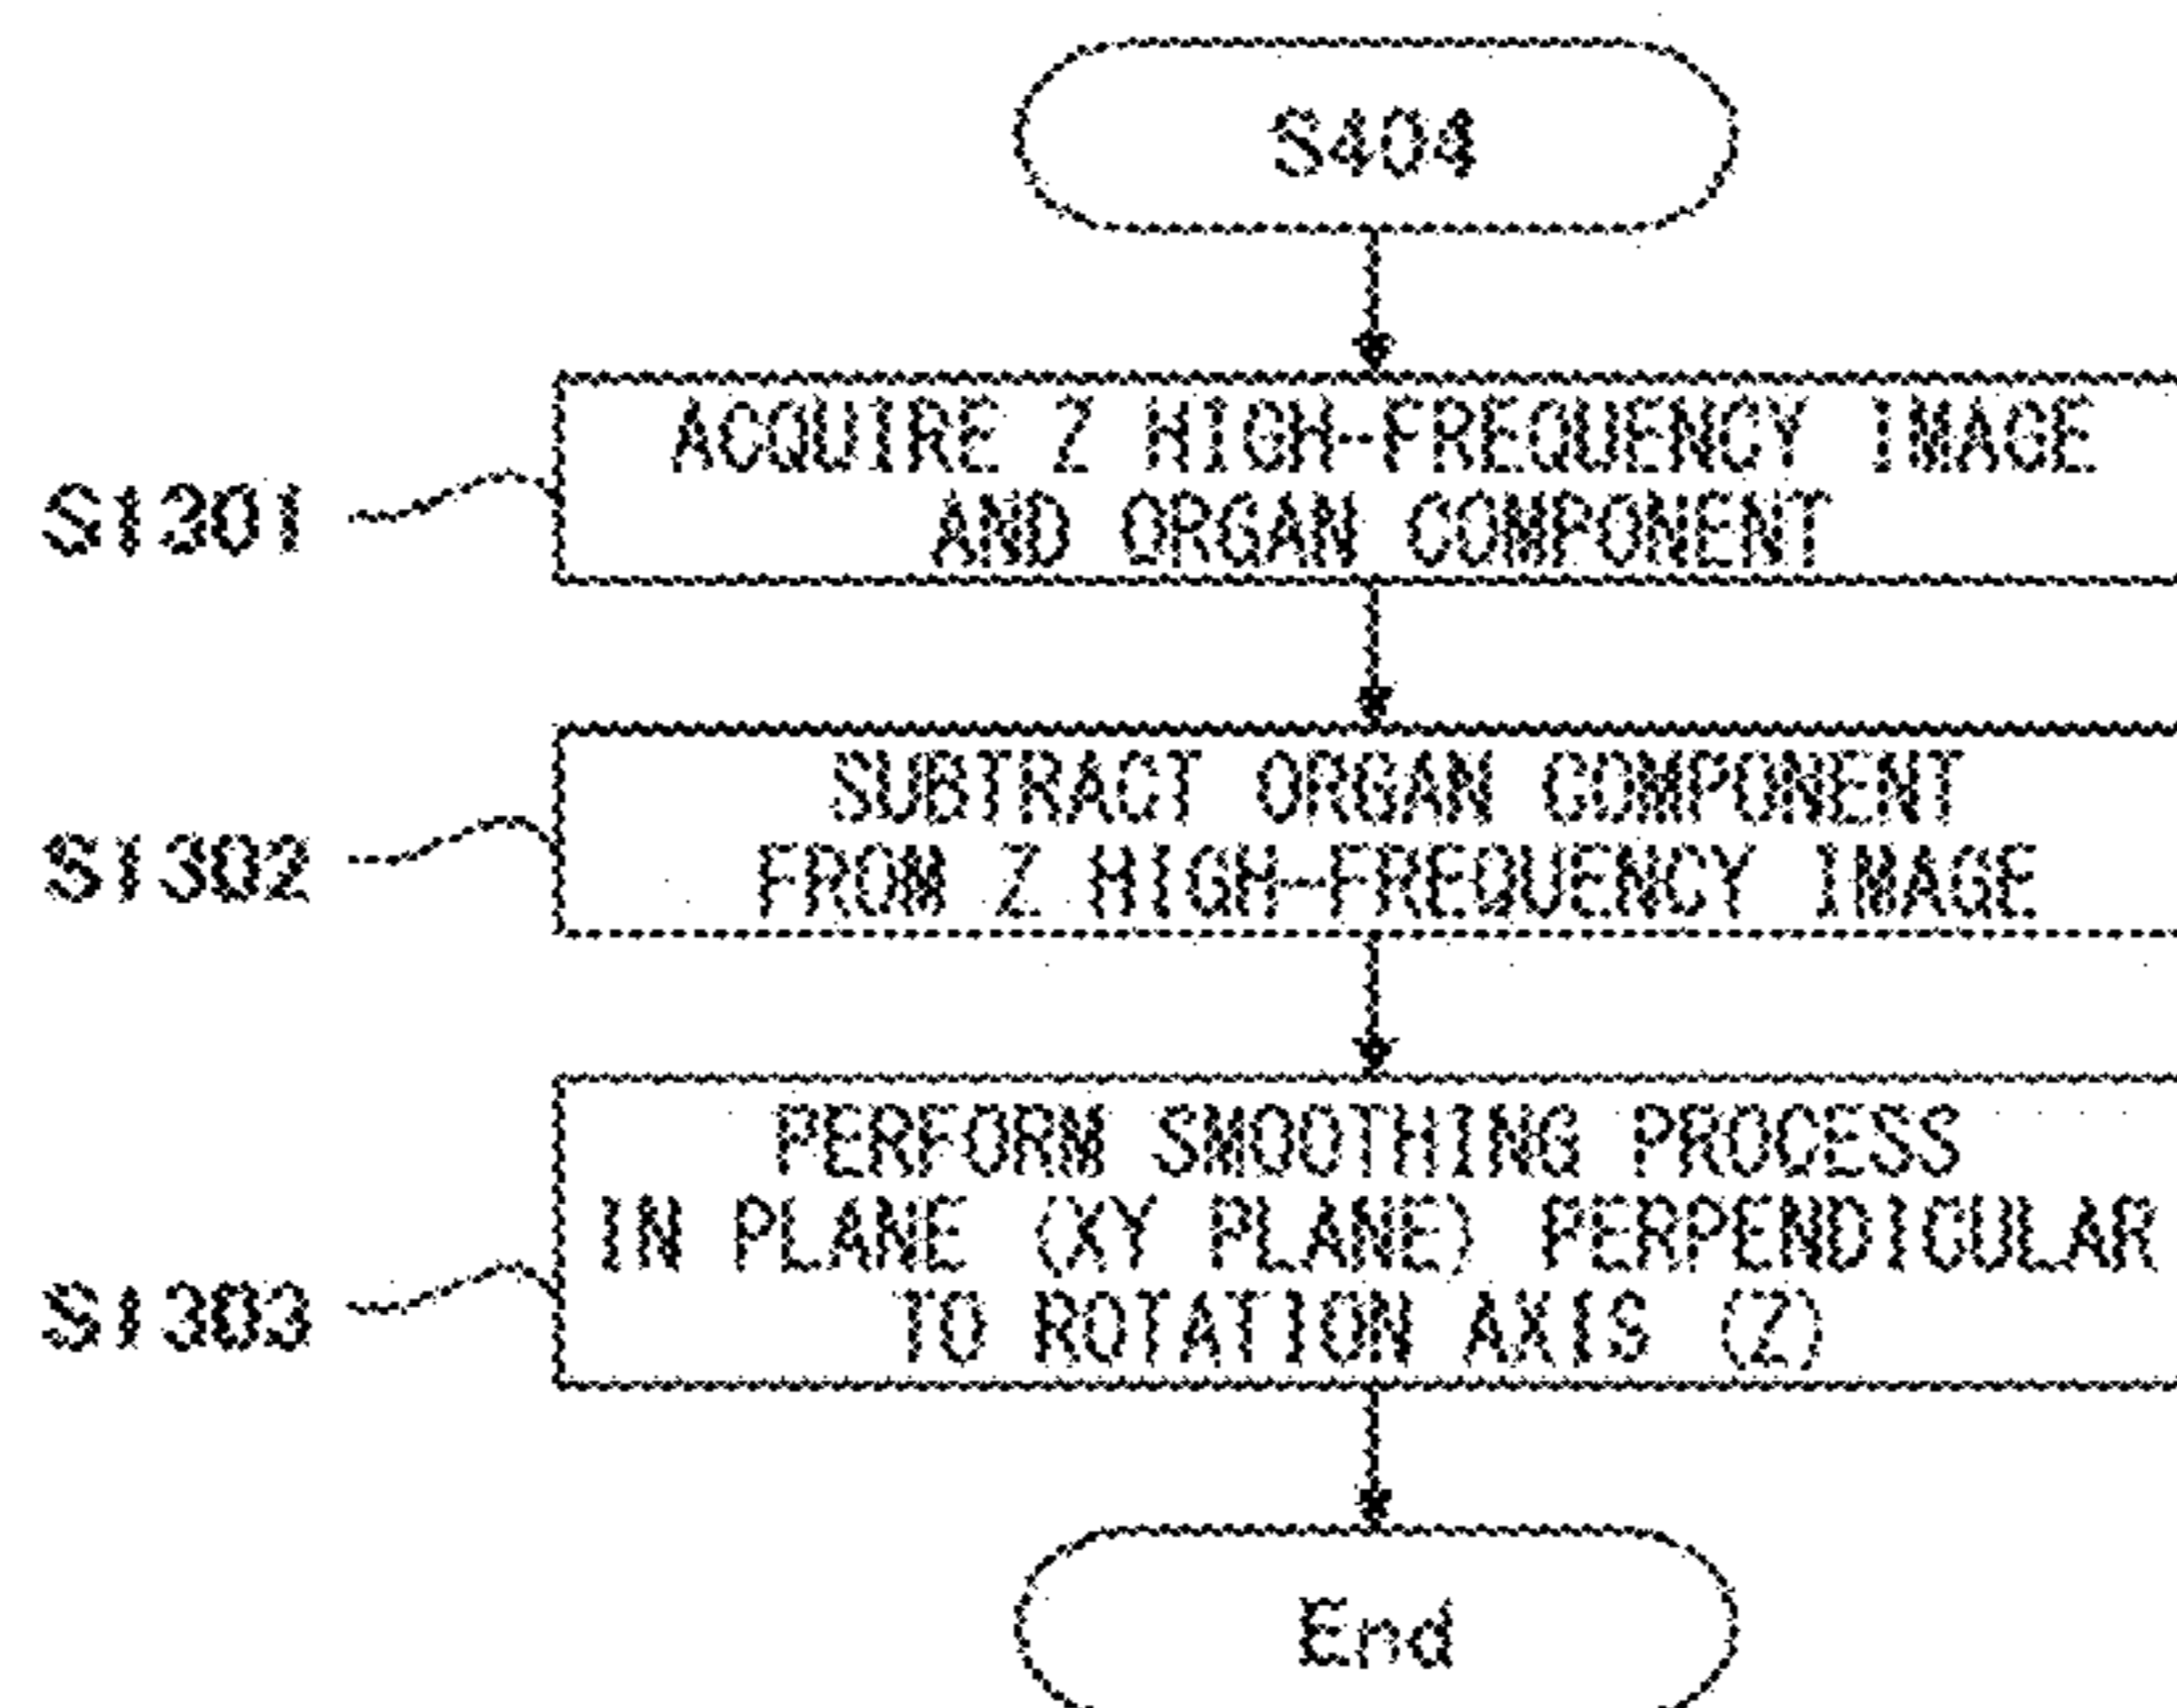 S404
S1301
ACQUIRE Z HIGH-FREQUENCY IMAGE
AND ORGAN COMPONENT
S1302
SUBTRACT ORGAN COMPONENT
FROM Z HIGH-FREQUENCY IMAGE
S1303
PERFORM SMOOTHING PROCESS
IN PLANE (XY PLANE) PERPENDICULAR
TO ROTATION AXIS (Z)
End